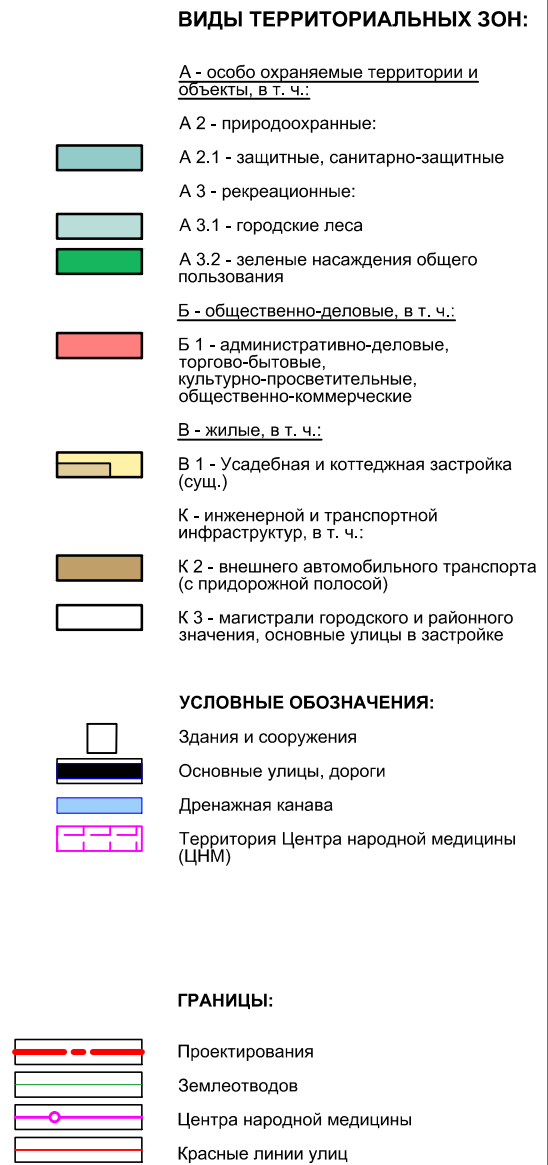 ВИДЫ ТЕРРИТОРИАЛЬНЫХ ЗОН:
А - особо охраняемые территории и
объекты, в т. ч.:
А 2 - природоохранные:
А 2.1 - защитные, санитарно-защитные
А 3 - рекреационные:
А 3.1 - городские леса
А 3.2 - зеленые насаждения общего
пользования
Б - общественно-деловые, в т. ч.:
Б 1 - административно-деловые,
торгово-бытовые,
культурно-просветительные,
общественно-коммерческие
В - жилые, в т. ч.:
В 1 - Усадебная и коттеджная застройка
(сущ.)
К - инженерной и транспортной
инфраструктур, в т. ч.:
К 2 - внешнего автомобильного транспорта
(с придорожной полосой)
К 3 - магистрали городского и районного
значения, основные улицы в застройке
УСЛОВНЫЕ ОБОЗНАЧЕНИЯ:
Здания и сооружения
Основные улицы, дороги
Дренажная канава
Территория Центра народной медицины
(ЦНМ)
ГРАНИЦЫ:
Проектирования
Землеотводов
Центра народной медицины
Красные линии улиц